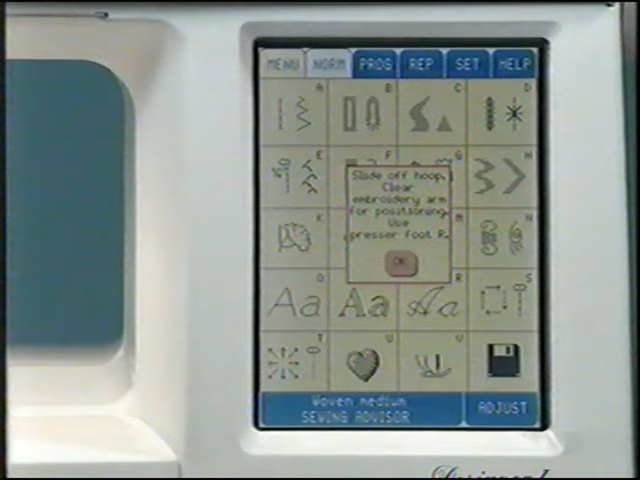 MENU NORM PROG REP SET HELP
A B C D
E F G H
Slide off hoop.
Clear
embroidery arm
for positioning.
Use
presser foot R.
OK
K M N
O R S
Aa Aa Aa
T U V
Woven medium
SEWING ADVISOR
ADJUST
Designer I